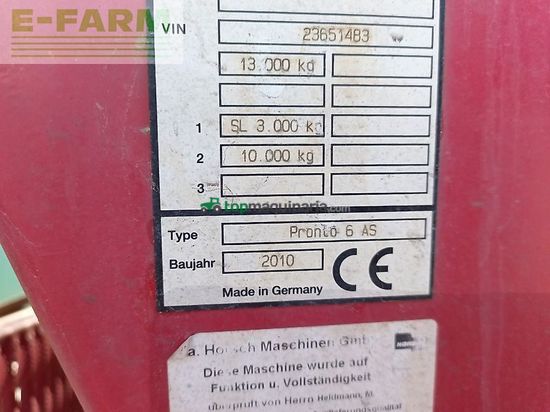 E-FARM
VIN 23651483
13.000 kg
1 SL 3.000 kg
2 10.000 kg
3
topmaquinaria.com
Type Pronto 6 AS
Baujahr 2010 CE
Made in Germany
a. Horsch Maschinen GmbH
Diese Maschine wurde auf
Funktion u. Vollständigkeit
überprüft von Herrn Heldmann, M.